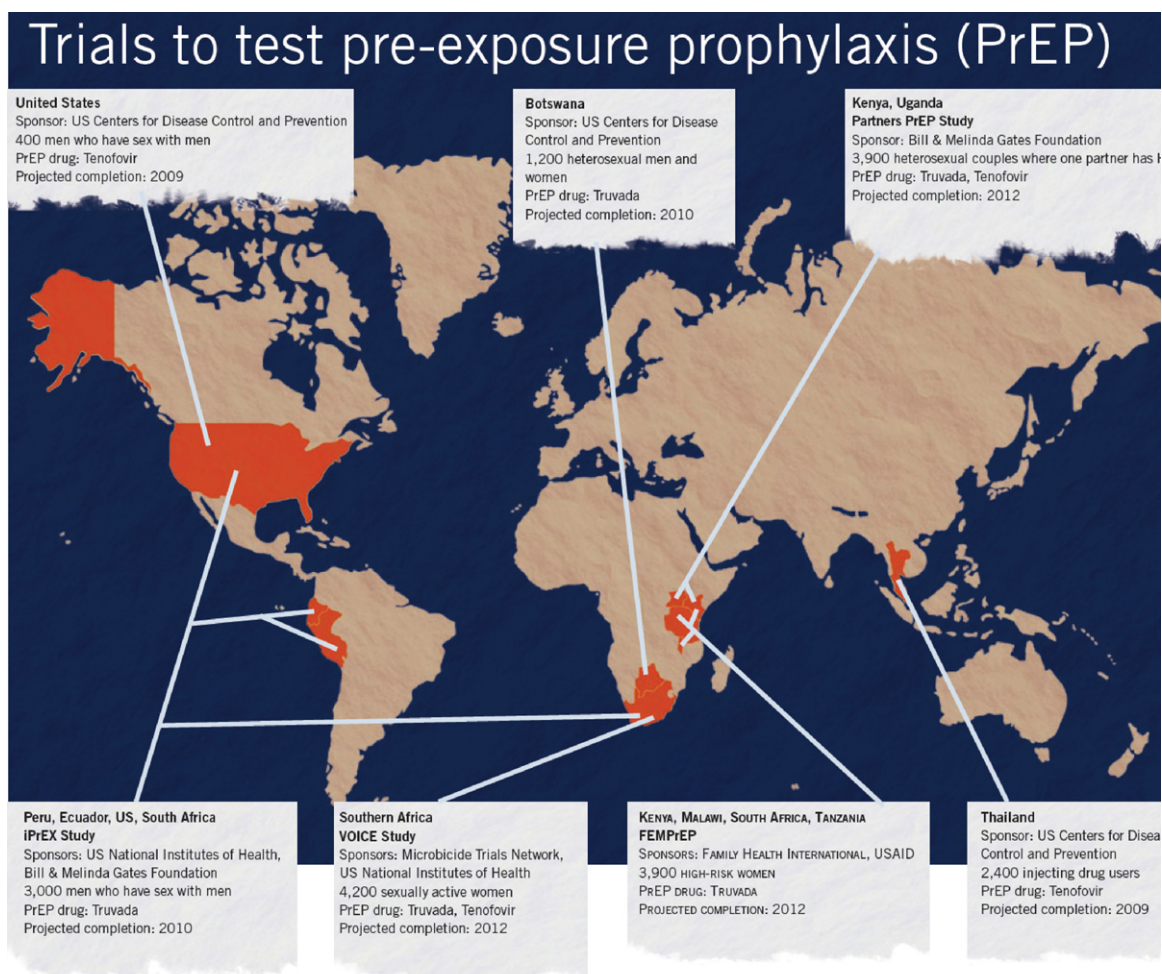 Trials to test pre-exposure prophylaxis (PrEP)
United States
Sponsor: US Centers for Disease Control and Prevention
400 men who have sex with men
PrEP drug: Tenofovir
Projected completion: 2009
Botswana
Sponsor: US Centers for Disease
Control and Prevention
1,200 heterosexual men and
women
PrEP drug: Truvada
Projected completion: 2010
Kenya, Uganda
Partners PrEP Study
Sponsor: Bill & Melinda Gates Foundation
3,900 heterosexual couples where one partner has
PrEP drug: Truvada, Tenofovir
Projected completion: 2012
Peru, Ecuador, US, South Africa
iPrEX Study
Sponsors: US National Institutes of Health,
Bill & Melinda Gates Foundation
3,000 men who have sex with men
PrEP drug: Truvada
Projected completion: 2010
Southern Africa
VOICE Study
Sponsors: Microbicide Trials Network,
US National Institutes of Health
4,200 sexually active women
PrEP drug: Truvada, Tenofovir
Projected completion: 2012
KENYA, MALAWI, SOUTH AFRICA, TANZANIA
FEMPREP
SPONSORS: FAMILY HEALTH INTERNATIONAL, USAID
3,900 HIGH-RISK WOMEN
PREP DRUG: TRUVADA
PROJECTED COMPLETION: 2012
Thailand
Sponsor: US Centers for Disea
Control and Prevention
2,400 injecting drug users
PrEP drug: Tenofovir
Projected completion: 2009